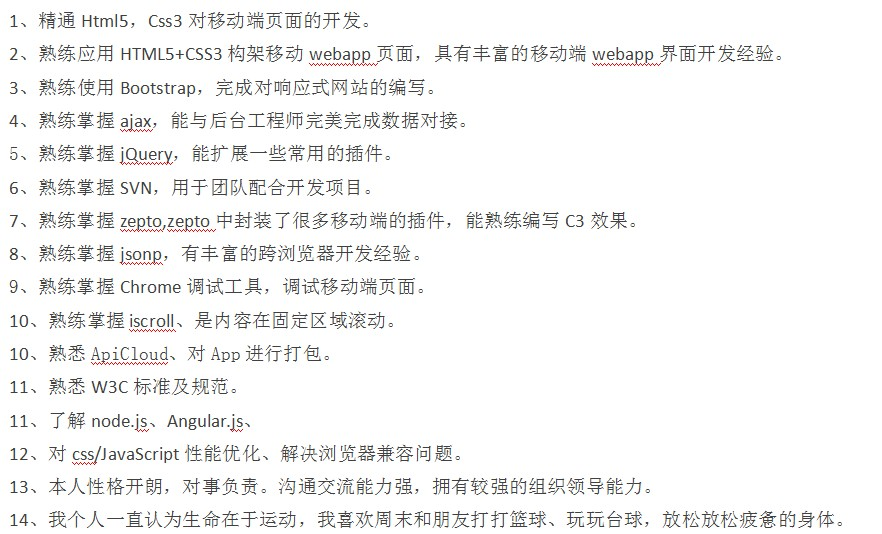 1、精通 Html5，Css3 对移动端页面的开发。
2、熟练应用 HTML5+CSS3 构架移动 webapp 页面，具有丰富的移动端 webapp 界面开发经验。
3、熟练使用 Bootstrap，完成对响应式网站的编写。
4、熟练掌握 ajax，能与后台工程师完美完成数据对接。
5、熟练掌握 jQuery，能扩展一些常用的插件。
6、熟练掌握 SVN，用于团队配合开发项目。
7、熟练掌握 zepto,zepto 中封装了很多移动端的插件，能熟练编写 C3 效果。
8、熟练掌握 jsonp，有丰富的跨浏览器开发经验。
9、熟练掌握 Chrome 调试工具，调试移动端页面。
10、熟练掌握 iscroll、是内容在固定区域滚动。
10、熟悉 ApiCloud、对 App 进行打包。
11、熟悉 W3C 标准及规范。
11、了解 node.js、Angular.js、
12、对 css/JavaScript 性能优化、解决浏览器兼容问题。
13、本人性格开朗，对事负责。沟通交流能力强，拥有较强的组织领导能力。
14、我个人一直认为生命在于运动，我喜欢周末和朋友打打篮球、玩玩台球，放松放松疲惫的身体。